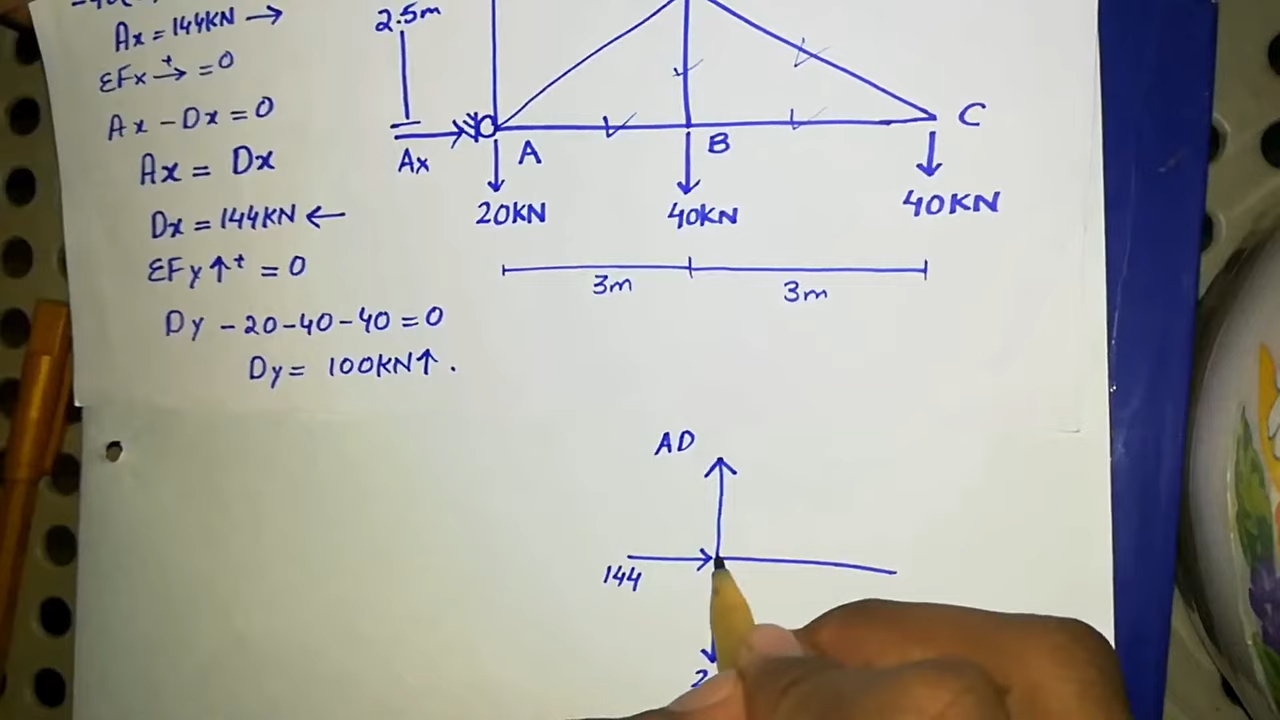 Ax = 144KN →
ΣFx →+ = 0
Ax - Dx = 0
Ax = Dx
Dx = 144KN ←
ΣFy ↑+ = 0
Dy - 20 - 40 - 40 = 0
Dy = 100KN ↑ .
2.5m
Ax
A
B
C
20KN
40KN
40KN
3m
3m
AD
144
2